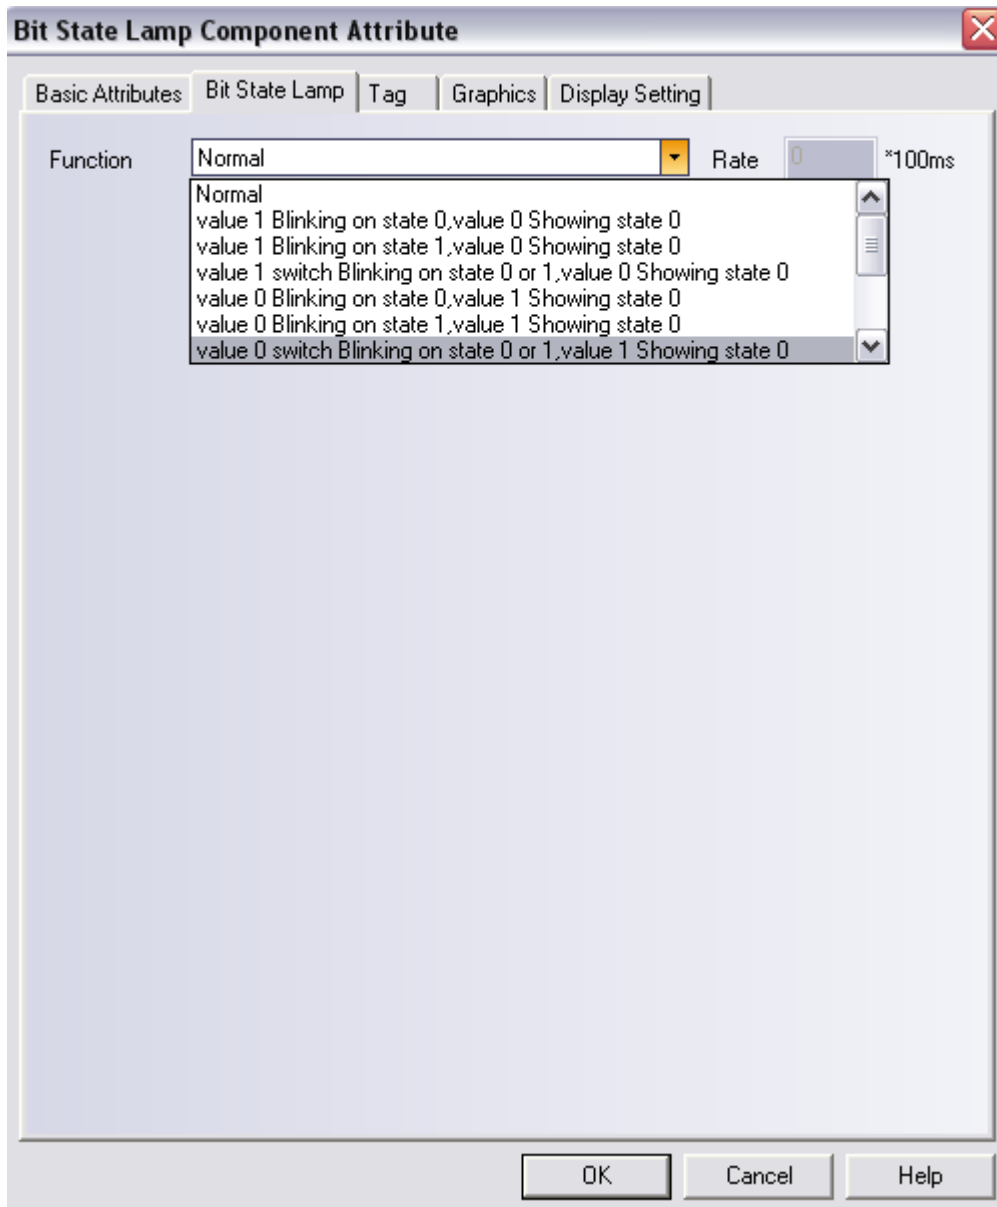 Bit State Lamp Component Attribute
Basic Attributes Bit State Lamp Tag Graphics Display Setting
Function Normal Rate 0 *100ms
Normal
value 1 Blinking on state 0,value 0 Showing state 0
value 1 Blinking on state 1,value 0 Showing state 0
value 1 switch Blinking on state 0 or 1,value 0 Showing state 0
value 0 Blinking on state 0,value 1 Showing state 0
value 0 Blinking on state 1,value 1 Showing state 0
value 0 switch Blinking on state 0 or 1,value 1 Showing state 0
OK Cancel Help